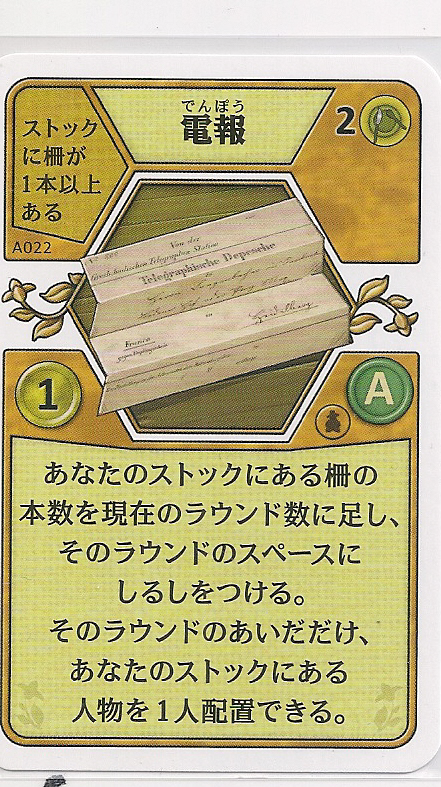 でんぽう
電報
2
ストック
に柵が
1本以上
ある
A022
Von der
Telegraphische Depesche
Franco
1
A
あなたのストックにある柵の
本数を現在のラウンド数に足し、
そのラウンドのスペースに
しるしをつける。
そのラウンドのあいだだけ、
あなたのストックにある
人物を1人配置できる。